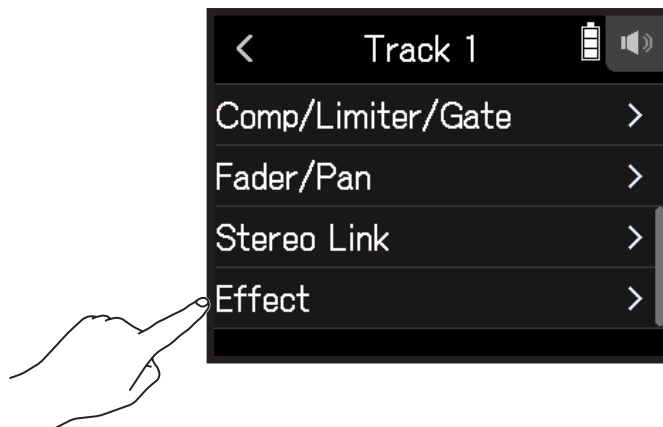 Track 1
Comp/Limiter/Gate
Fader/Pan
Stereo Link
Effect